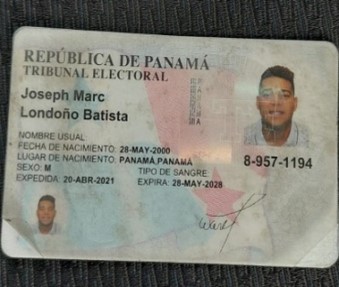 REPÚBLICA DE PANAMÁ
TRIBUNAL ELECTORAL
Joseph Marc
Londoño Batista
NOMBRE USUAL:
FECHA DE NACIMIENTO: 28-MAY-2000
LUGAR DE NACIMIENTO: PANAMÁ,PANAMÁ
SEXO: M TIPO DE SANGRE
EXPEDIDA: 20-ABR-2021 EXPIRA: 28-MAY-2028
8-957-1194